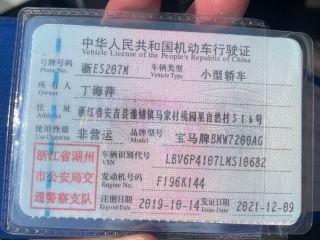 中华人民共和国机动车行驶证
Vehicle License of the People's Republic of China
号牌号码 浙ES207M 车辆类型 小型轿车
Plate No. Vehicle Type
所有人 丁海萍
Owner
住址 浙江省安吉县递铺镇马家村桃园里自然村316号
Address
使用性质 非营运 品牌型号 宝马牌BMW7200AG
Use Character Model
浙江省湖州
市公安局交
通警察支队
车辆识别代号 LBV6P4107LMS10682
VIN
发动机号码 F196K144
Engine No.
注册日期 2019-10-14 2021-12-09
Register Date